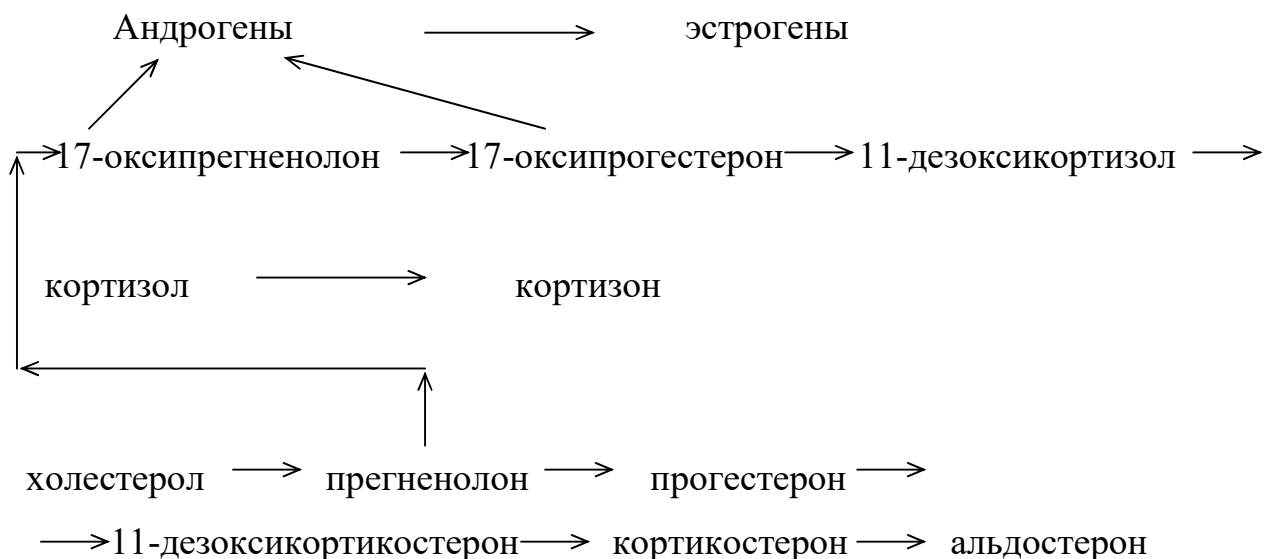 Андрогены эстрогены
17-оксипрегненолон 17-оксипрогестерон 11-дезоксикортизол
кортизол кортизон
холестерол прегненолон прогестерон
11-дезоксикортикостерон кортикостерон альдостерон